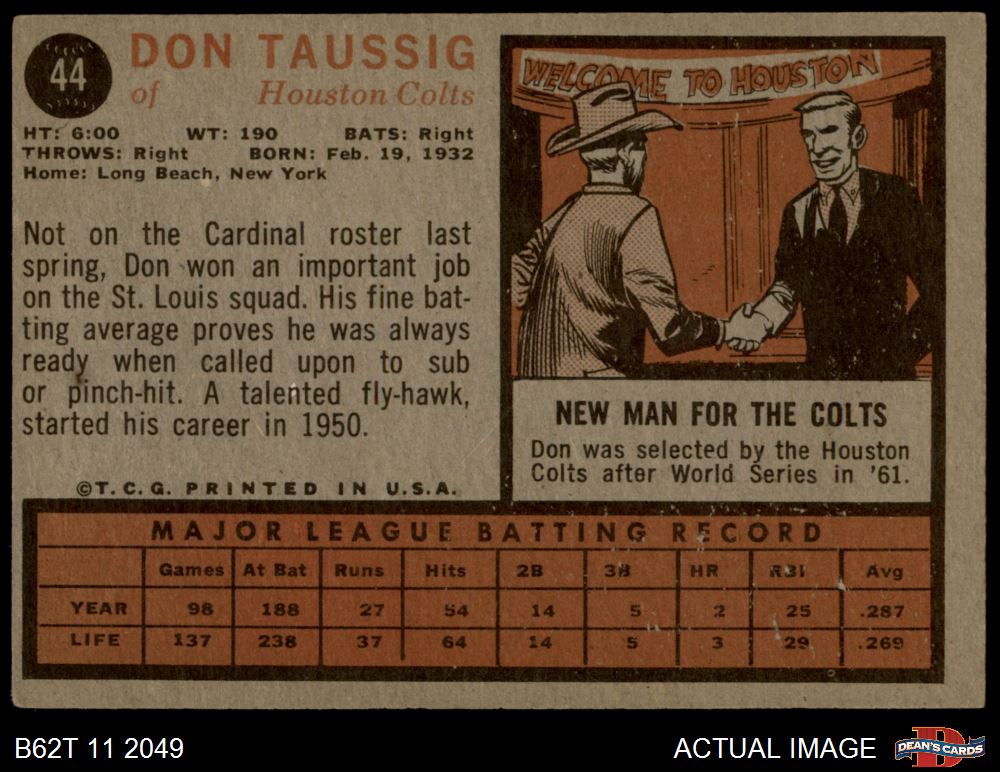 44
DON TAUSSIG
of Houston Colts
HT: 6:00 WT: 190 BATS: Right
THROWS: Right BORN: Feb. 19, 1932
Home: Long Beach, New York
Not on the Cardinal roster last
spring, Don won an important job
on the St. Louis squad. His fine bat-
ting average proves he was always
ready when called upon to sub
or pinch-hit. A talented fly-hawk,
started his career in 1950.
©T.C.G. PRINTED IN U.S.A.
WELCOME TO HOUSTON
NEW MAN FOR THE COLTS
Don was selected by the Houston
Colts after World Series in '61.
MAJOR LEAGUE BATTING RECORD
Games At Bat Runs Hits 2B 3B HR RBI Avg
YEAR 98 188 27 54 14 5 2 25 .287
LIFE 137 238 37 64 14 5 3 29 .269
B62T 11 2049
ACTUAL IMAGE
D
DEAN'S CARDS